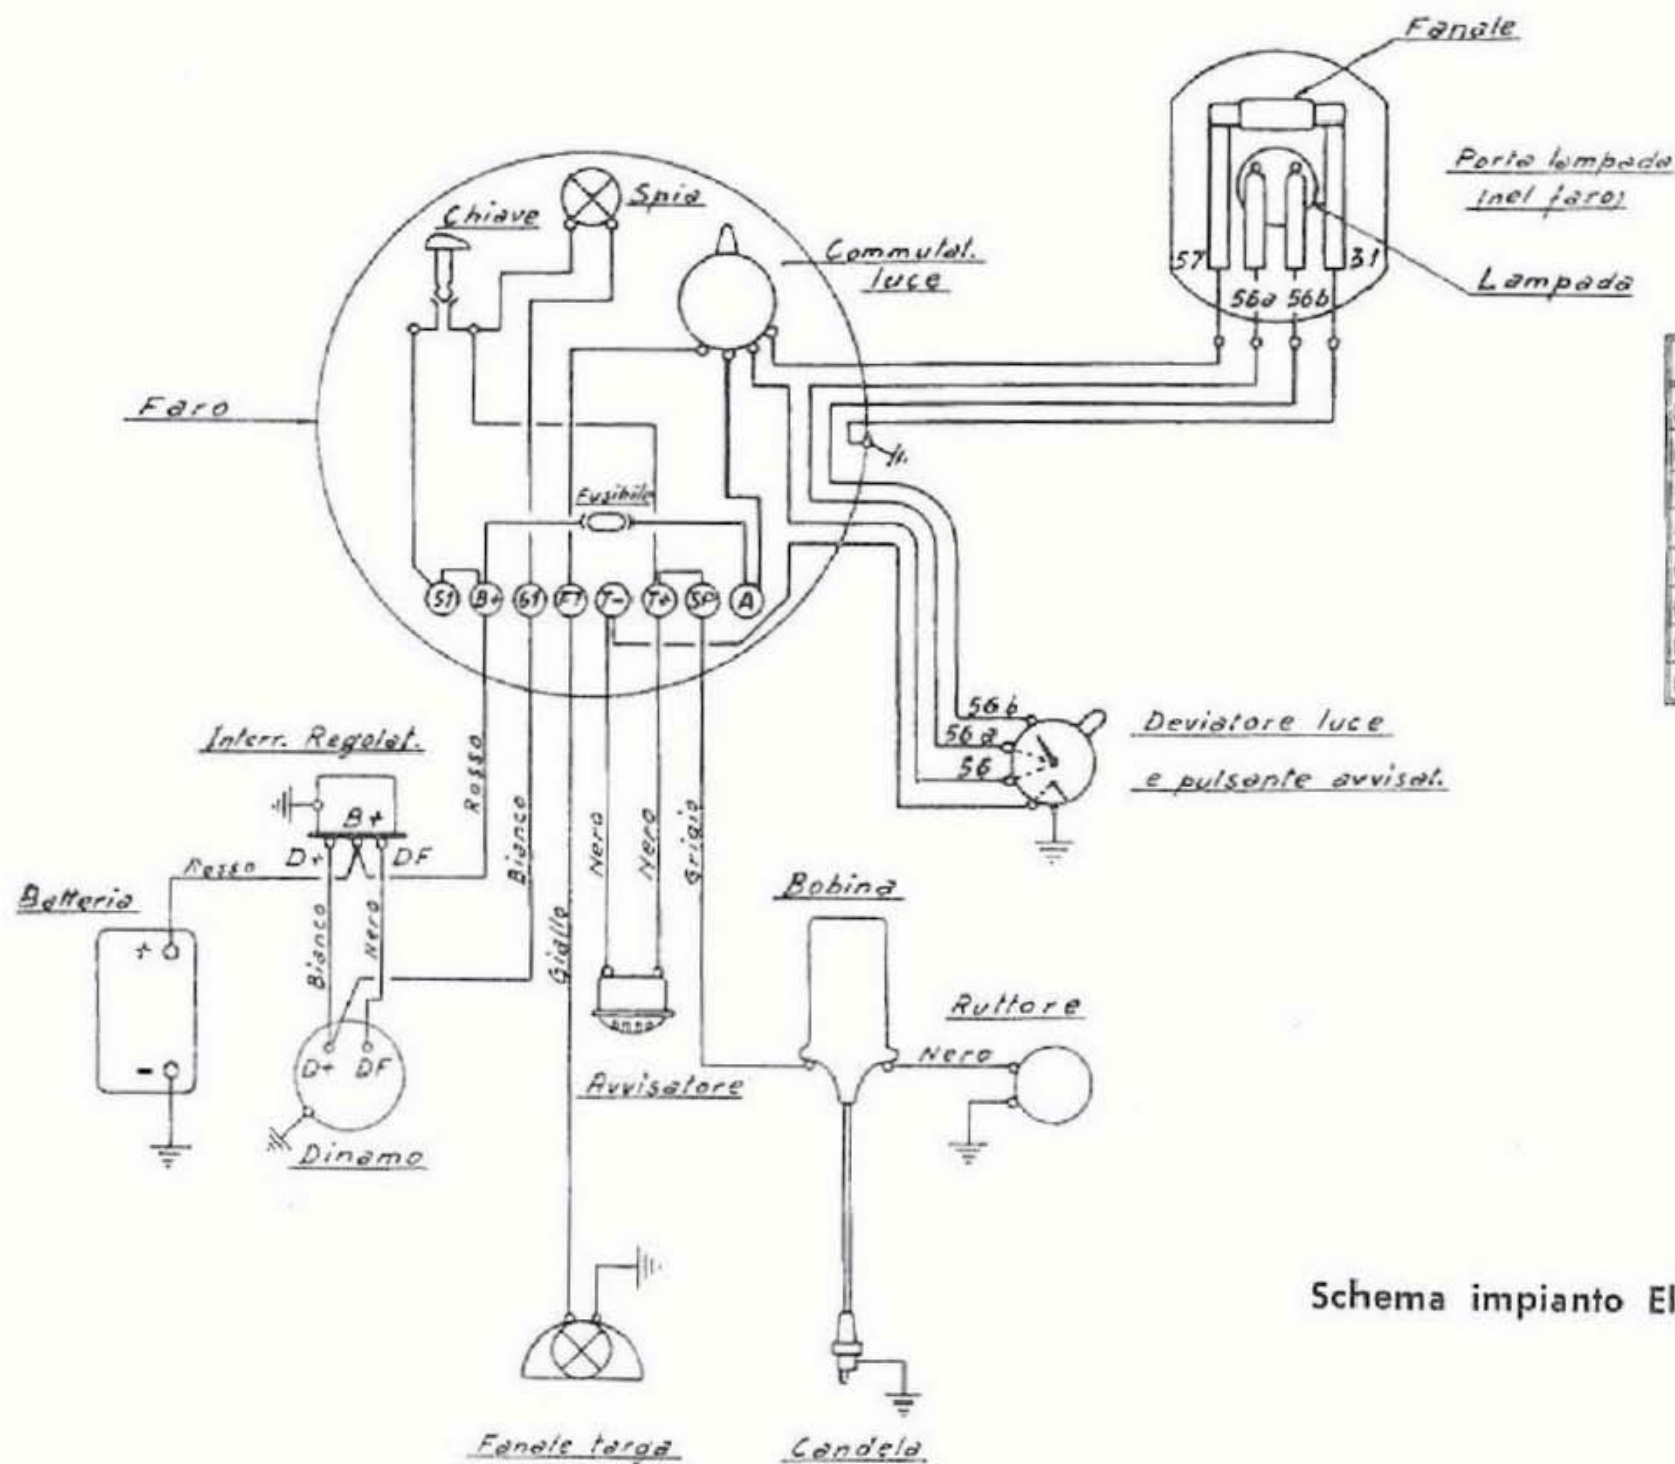 Fanale
Porta lampada
(nel faro)
Lampada
57
56a
56b
31
Spia
Chiave
Commutat.
luce
Faro
Fusibile
51
B+
61
FT
T-
T+
SP
A
56b
56a
56
Deviatore luce
e pulsante avvisat.
Interr. Regolat.
B+
D+
DF
Rosso
Rosso
Bianco
Giallo
Nero
Nero
Grigio
Batteria
+
-
Bianco
Nero
D+
DF
Dinamo
Avvisatore
Bobina
Nero
Ruttore
Fanale targa
Candela
Schema impianto El